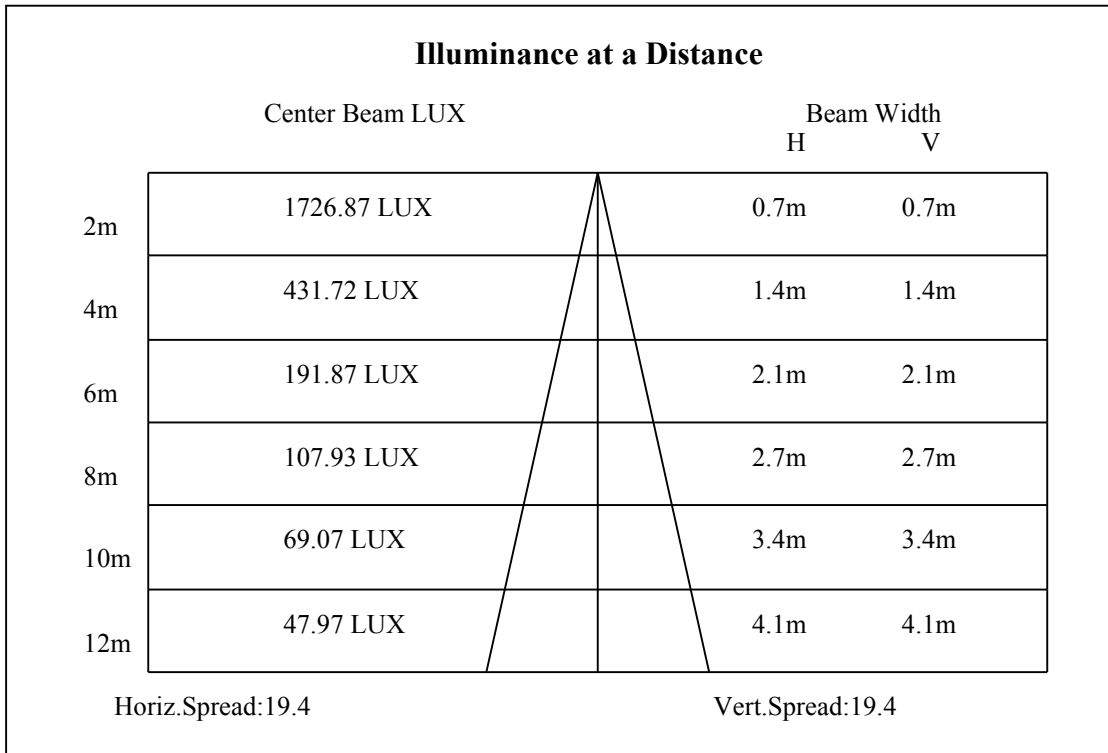 Illuminance at a Distance
Center Beam LUX Beam Width
H V
2m 1726.87 LUX 0.7m 0.7m
4m 431.72 LUX 1.4m 1.4m
6m 191.87 LUX 2.1m 2.1m
8m 107.93 LUX 2.7m 2.7m
10m 69.07 LUX 3.4m 3.4m
12m 47.97 LUX 4.1m 4.1m
Horiz.Spread:19.4 Vert.Spread:19.4